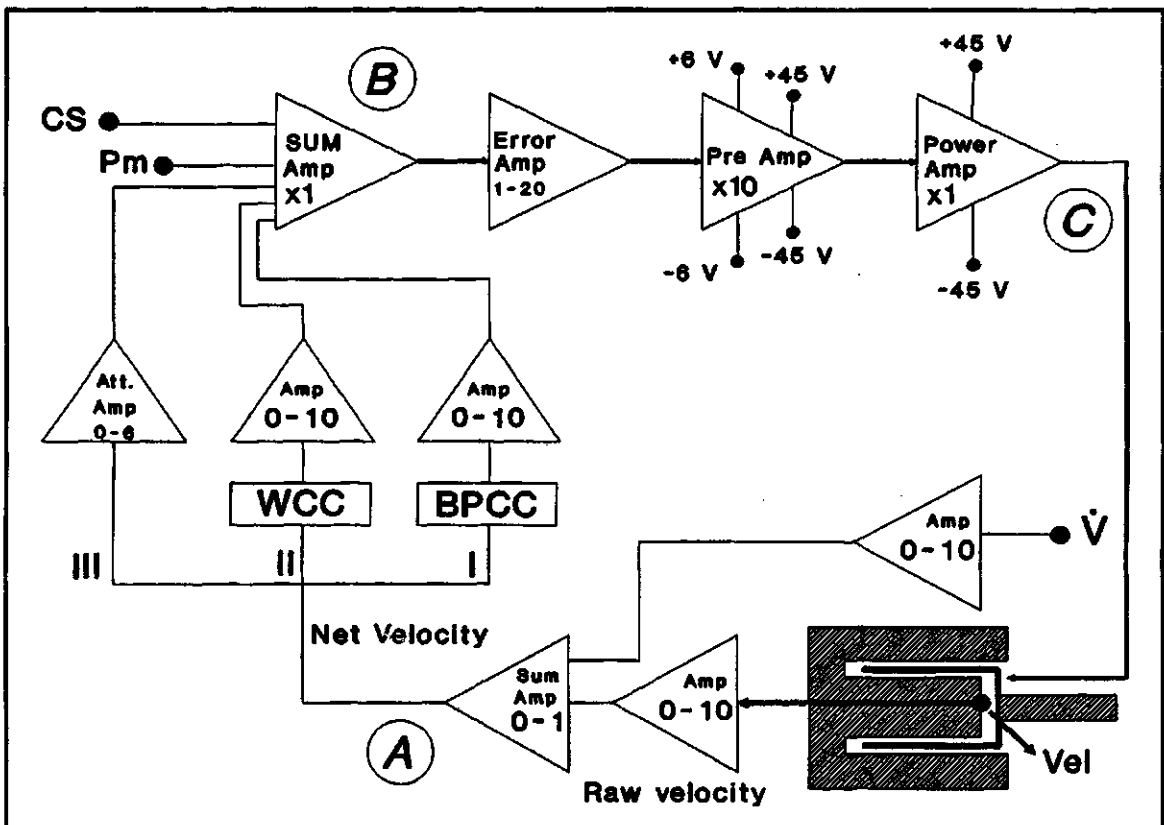 B
CS
Pm
SUM
Amp
x1
Error
Amp
1-20
+6 V
+45 V
Pre Amp
x10
-6 V
-45 V
+45 V
Power
Amp
x1
-45 V
C
Att.
Amp
0-6
Amp
0-10
Amp
0-10
WCC
BPCC
III
II
I
Amp
0-10
V̇
Net Velocity
Sum
Amp
0-1
Amp
0-10
A
Raw velocity
Vel